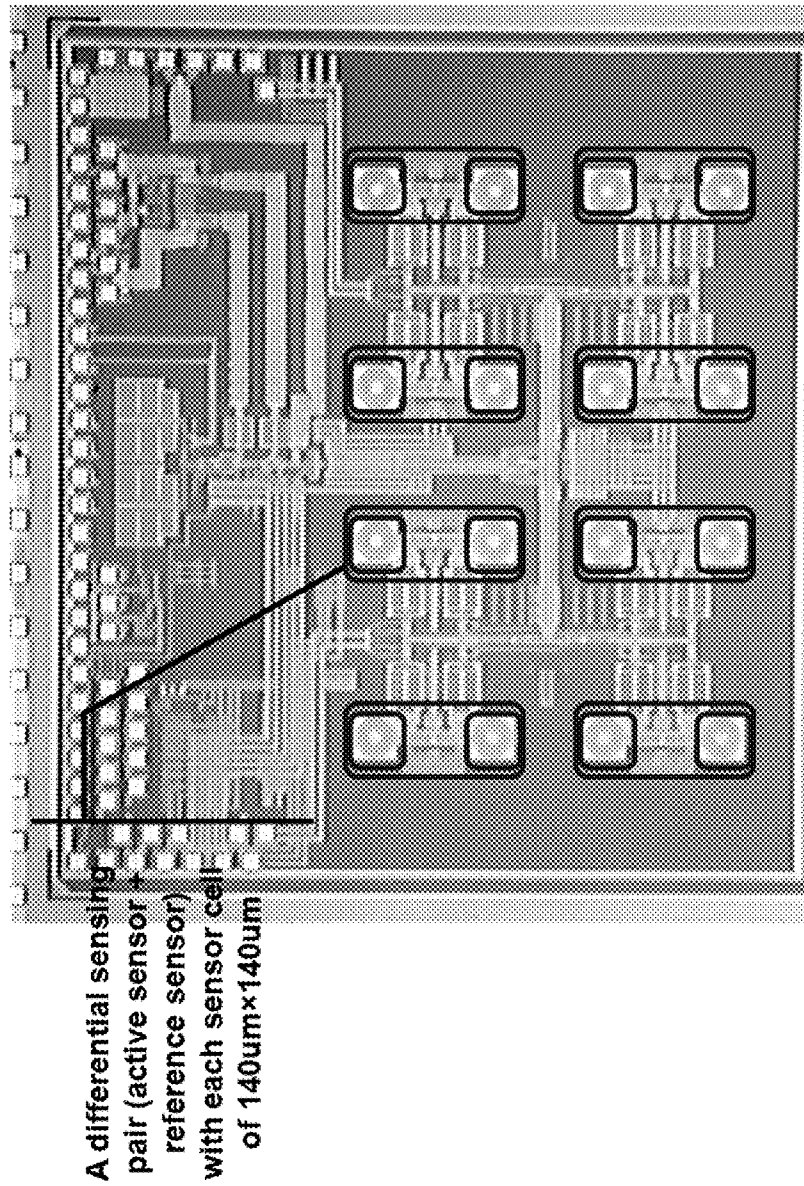 A differential sensing
pair (active sensor +
reference sensor)
with each sensor cell
of 140um×140um